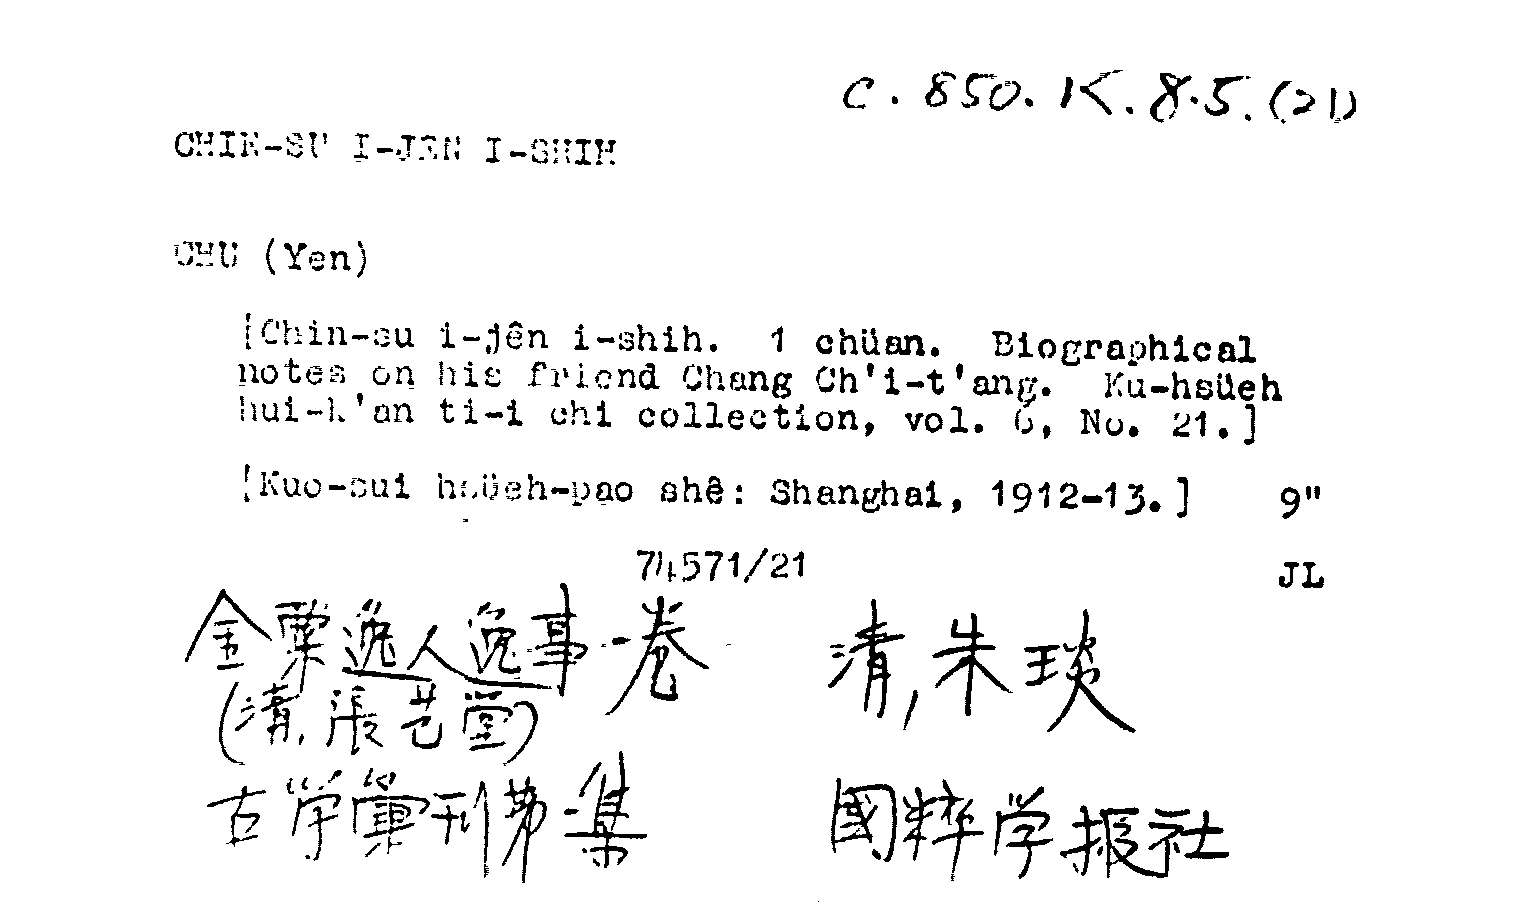 C. 850. K. 8.5. (21)
CHIN-SU I-JEN I-SHIH
CHU (Yen)
[Chin-su i-jên i-shih. 1 chüan. Biographical
notes on his friend Chang Ch'i-t'ang. Ku-hsüeh
hui-k'an ti-i chi collection, vol. 6, No. 21.]
[Kuo-sui hsüeh-pao shê: Shanghai, 1912-13.] 9"
74571/21 JL
金粟逸人逸事一卷 清,朱琰
(清,張芑堂)
古学彙刊苐一集 國粹学报社